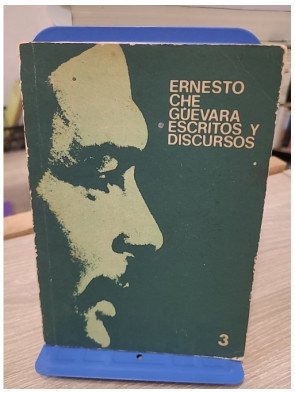 ERNESTO
CHE
GUEVARA
ESCRITOS Y
DISCURSOS
3